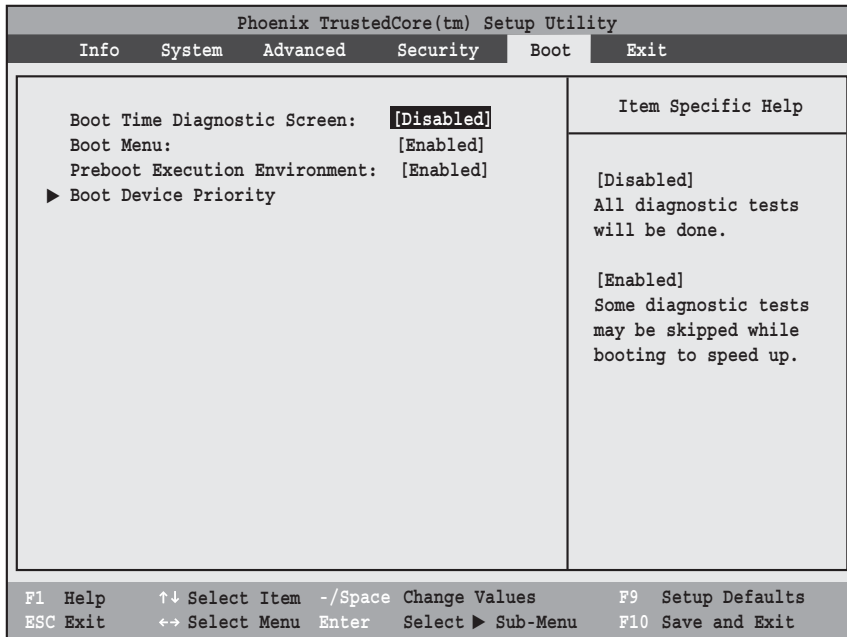 Phoenix TrustedCore(tm) Setup Utility
Info System Advanced Security Boot Exit
Boot Time Diagnostic Screen: [Disabled]
Boot Menu: [Enabled]
Preboot Execution Environment: [Enabled]
▶ Boot Device Priority
Item Specific Help
[Disabled]
All diagnostic tests
will be done.
[Enabled]
Some diagnostic tests
may be skipped while
booting to speed up.
F1 Help ↑↓ Select Item -/Space Change Values F9 Setup Defaults
ESC Exit ←→ Select Menu Enter Select ▶ Sub-Menu F10 Save and Exit